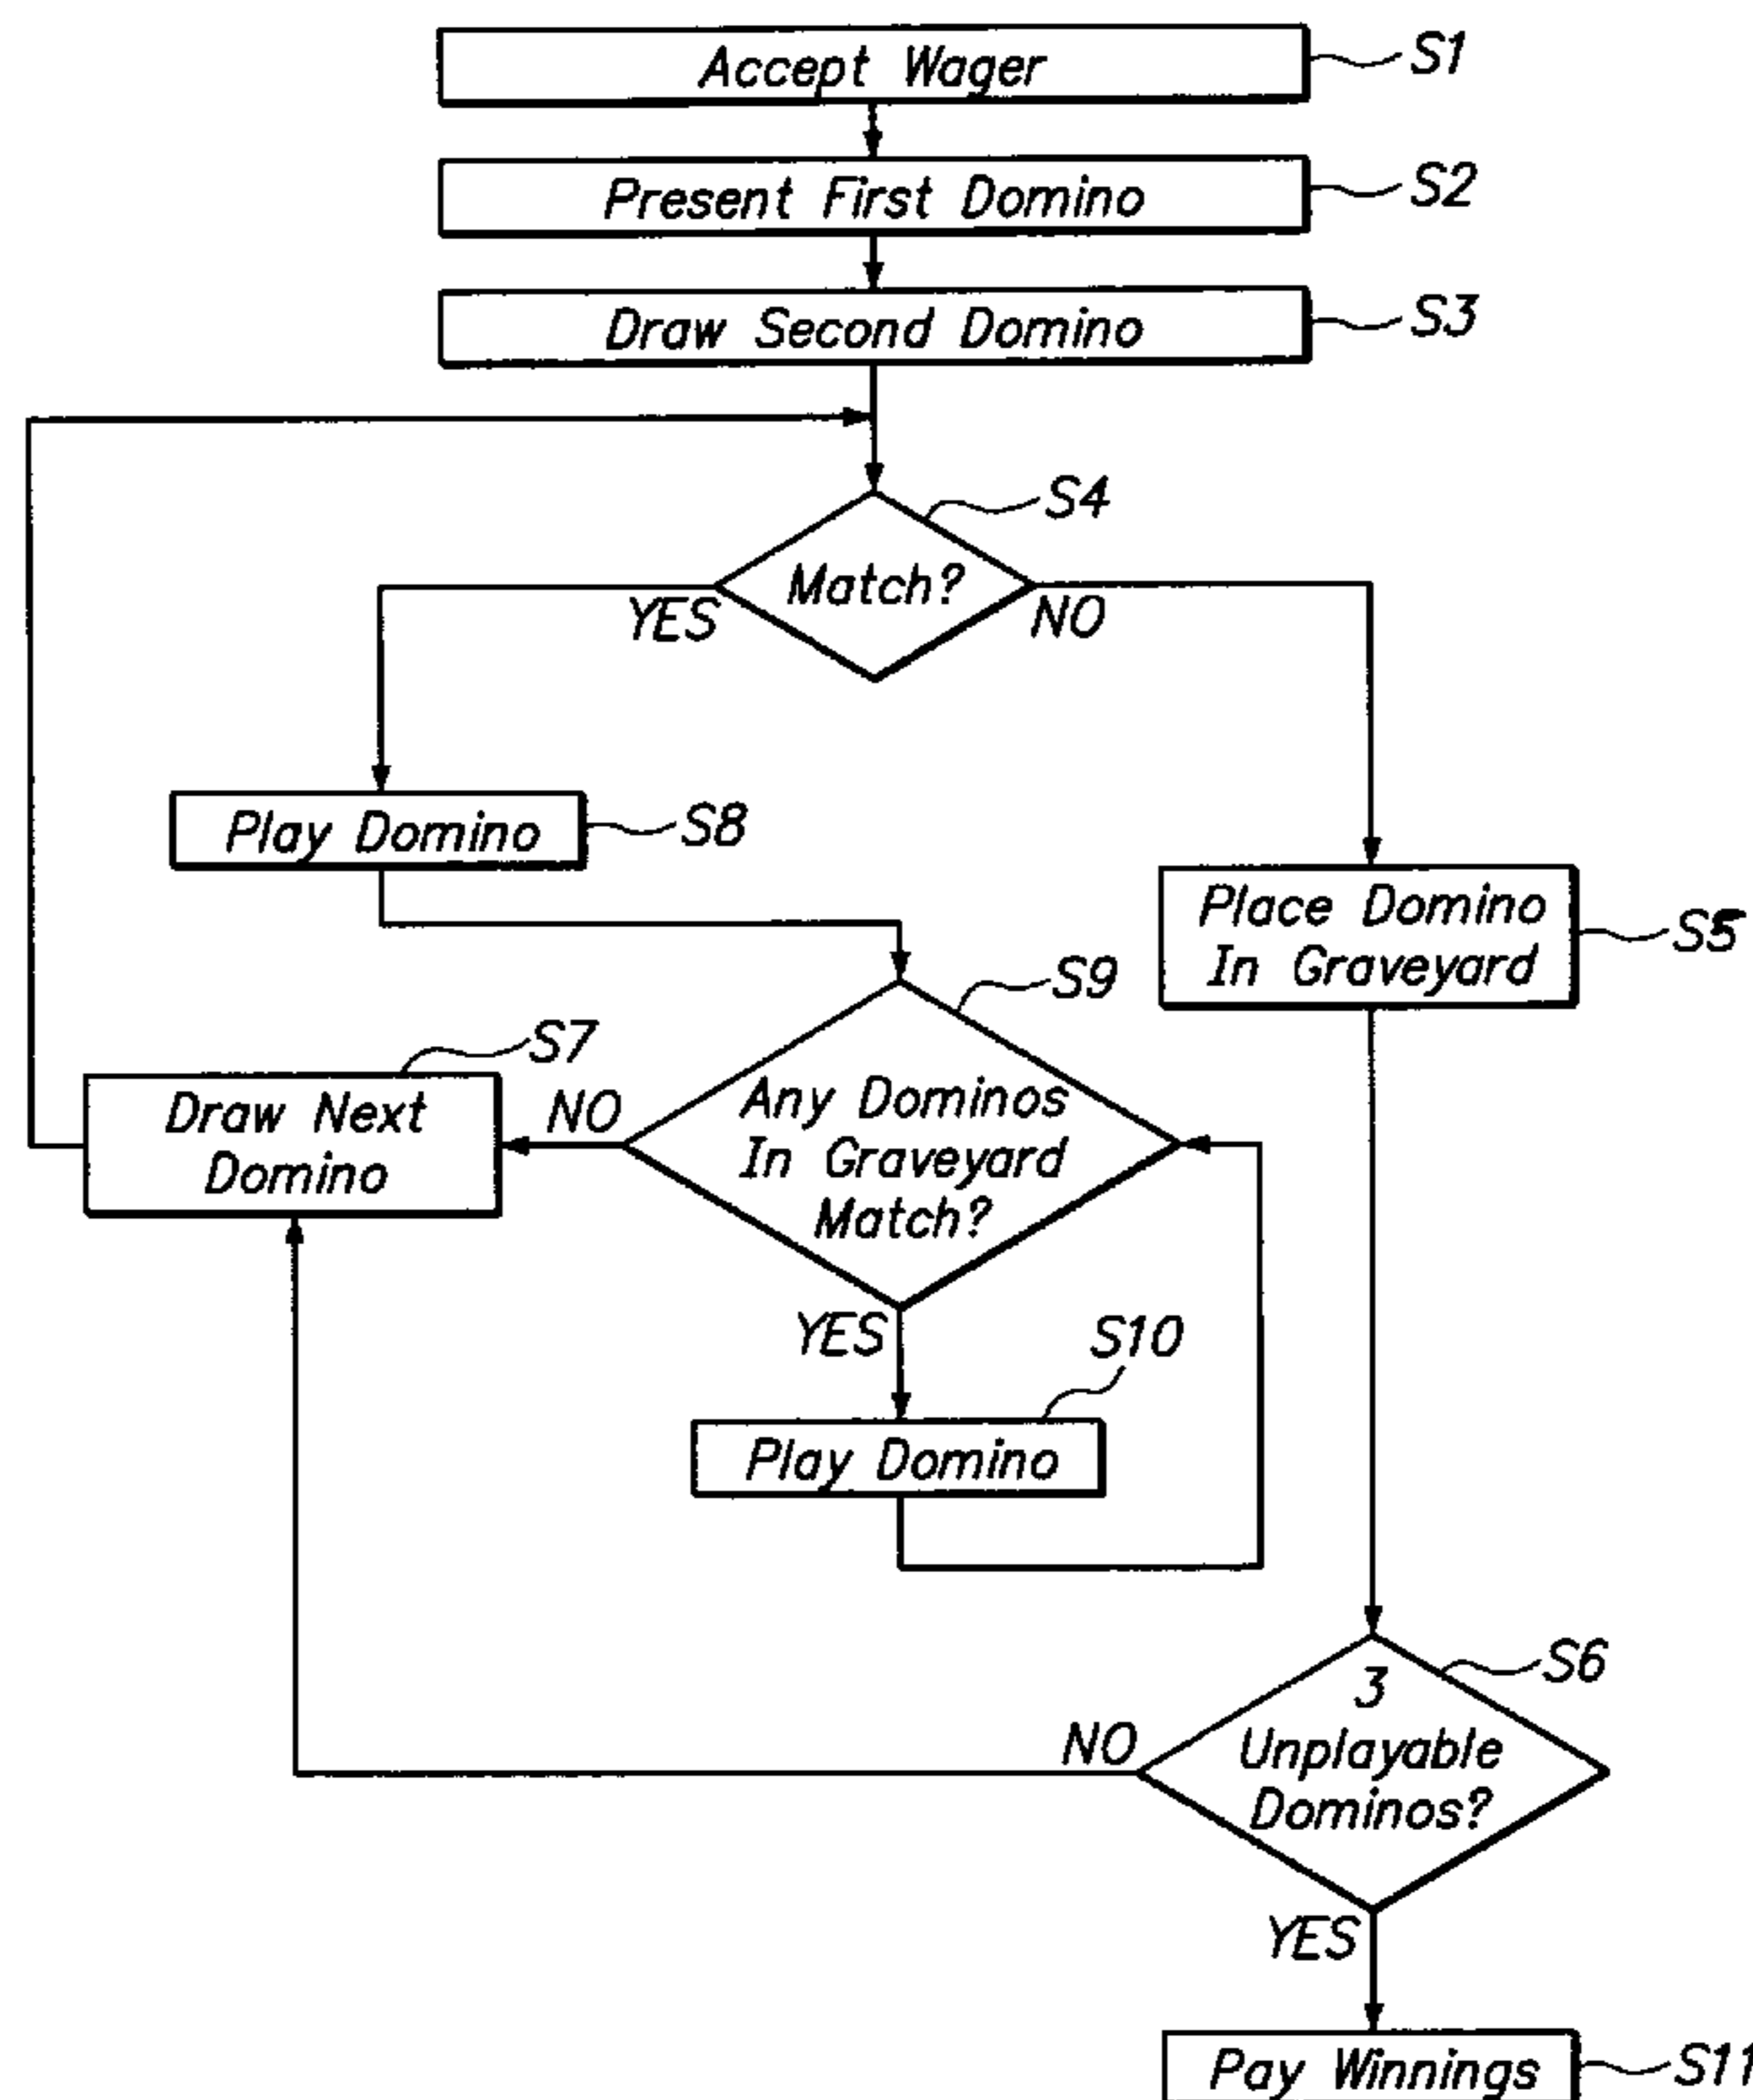 Accept Wager
S1
Present First Domino
S2
Draw Second Domino
S3
S4
Match?
YES
NO
Play Domino
S8
Place Domino
In Graveyard
S5
S9
S7
Draw Next
Domino
NO
Any Dominos
In Graveyard
Match?
YES
S10
Play Domino
S6
3
Unplayable
Dominos?
NO
YES
Pay Winnings
S11